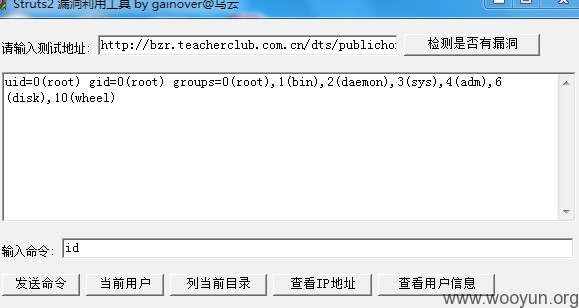 Struts2 漏洞利用工具 by gainover@乌云
请输入测试地址:
http://bzr.teacherclub.com.cn/dts/publichor
检测是否有漏洞
uid=0(root) gid=0(root) groups=0(root),1(bin),2(daemon),3(sys),4(adm),6
(disk),10(wheel)
输入命令:
id
发送命令
当前用户
列当前目录
查看IP地址
查看用户信息
www.wooyun.org